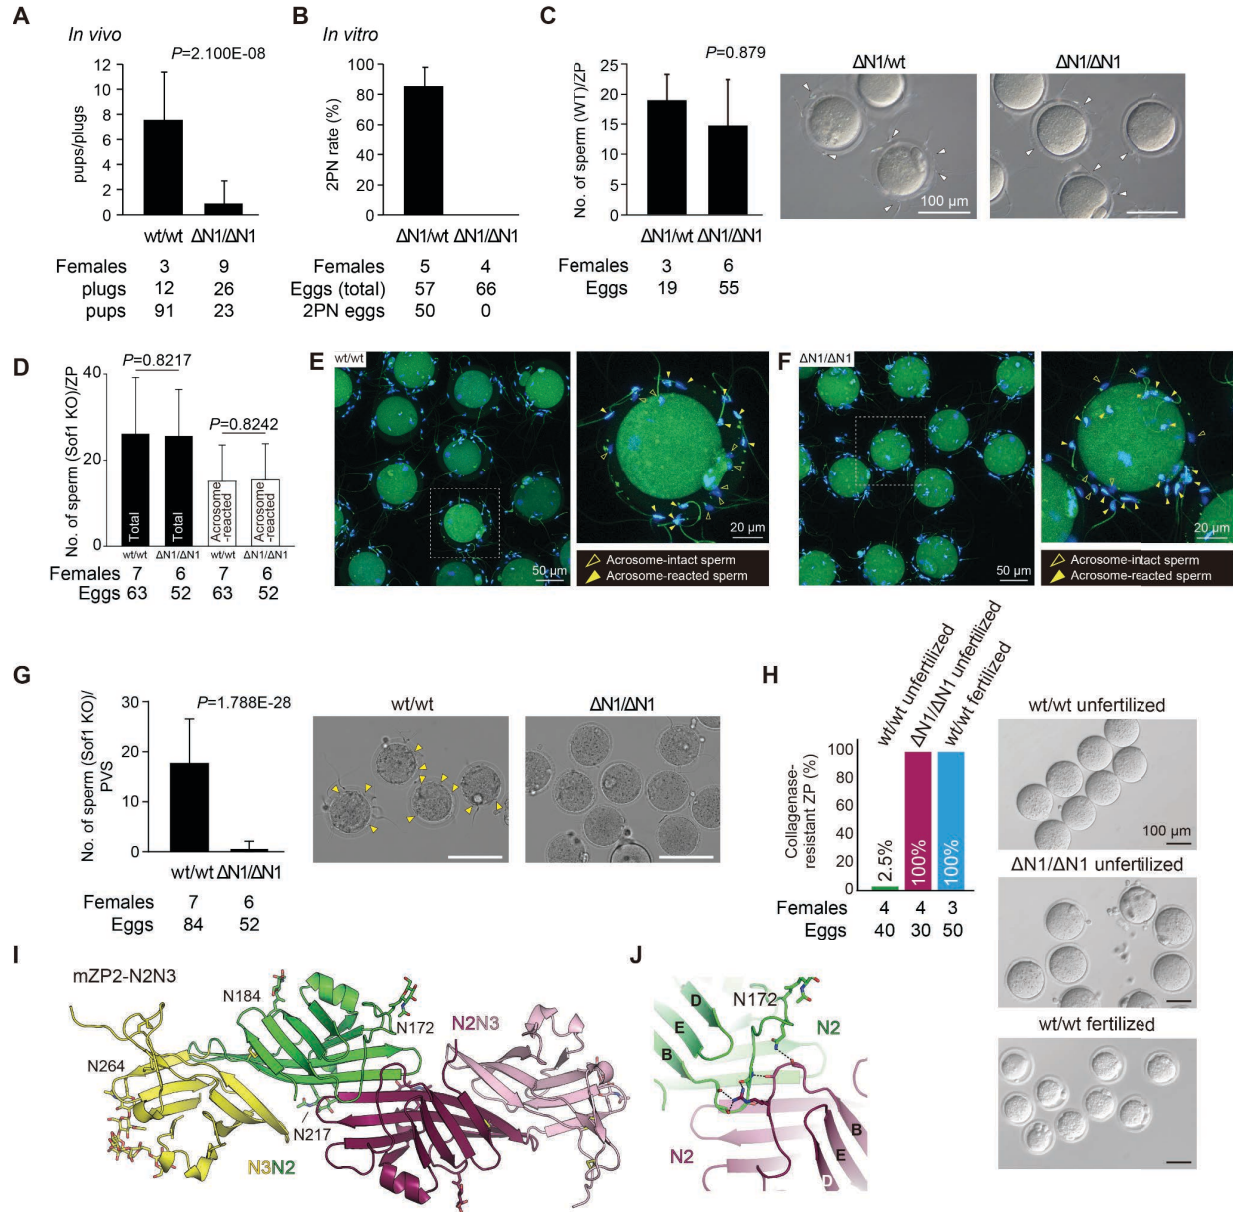 A
In vivo
P=2.100E-08
pups/plugs
12
10
8
6
4
2
0
wt/wt ΔN1/ΔN1
Females 3 9
plugs 12 26
pups 91 23
B
In vitro
2PN rate (%)
100
80
60
40
20
0
ΔN1/wt ΔN1/ΔN1
Females 5 4
Eggs (total) 57 66
2PN eggs 50 0
C
P=0.879
No. of sperm (WT)/ZP
25
20
15
10
5
0
ΔN1/wt ΔN1/ΔN1
Females 3 6
Eggs 19 55
ΔN1/wt
100 µm
ΔN1/ΔN1
D
P=0.8217
P=0.8242
No. of sperm (Sof1 KO)/ZP
40
20
0
Total
Total
Acrosome
-reacted
Acrosome
-reacted
wt/wt ΔN1/ΔN1 wt/wt ΔN1/ΔN1
Females 7 6 7 6
Eggs 63 52 63 52
E
wt/wt
50 µm
20 µm
Acrosome-intact sperm
Acrosome-reacted sperm
F
ΔN1/ΔN1
50 µm
20 µm
Acrosome-intact sperm
Acrosome-reacted sperm
G
P=1.788E-28
No. of sperm (Sof1 KO)/
PVS
30
20
10
0
wt/wt ΔN1/ΔN1
Females 7 6
Eggs 84 52
wt/wt
ΔN1/ΔN1
H
wt/wt unfertilized
ΔN1/ΔN1 unfertilized
wt/wt fertilized
Collagenase-
resistant ZP (%)
100
80
60
40
20
0
2.5%
100%
100%
Females 4 4 3
Eggs 40 30 50
wt/wt unfertilized
100 µm
ΔN1/ΔN1 unfertilized
wt/wt fertilized
I
mZP2-N2N3
N184
N172
N2N3
N264
N217
N3N2
J
D
N172
E
N2
B
N2
B
E
D